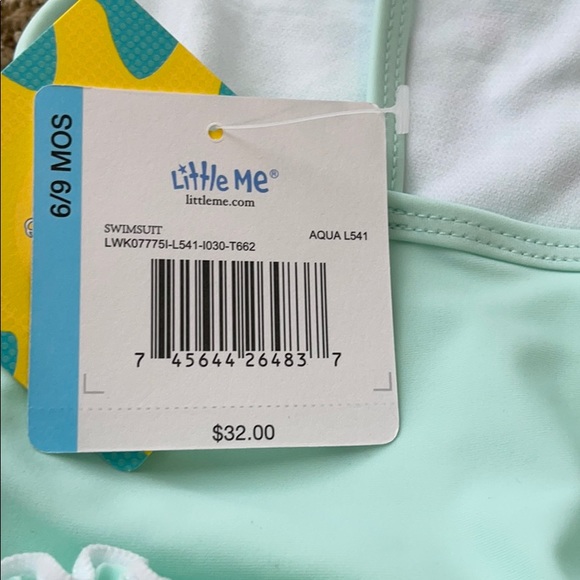 6/9 MOS
Little Me®
littleme.com
SWIMSUIT
LWK07775I-L541-I030-T662
AQUA L541
7 45644 26483 7
$32.00